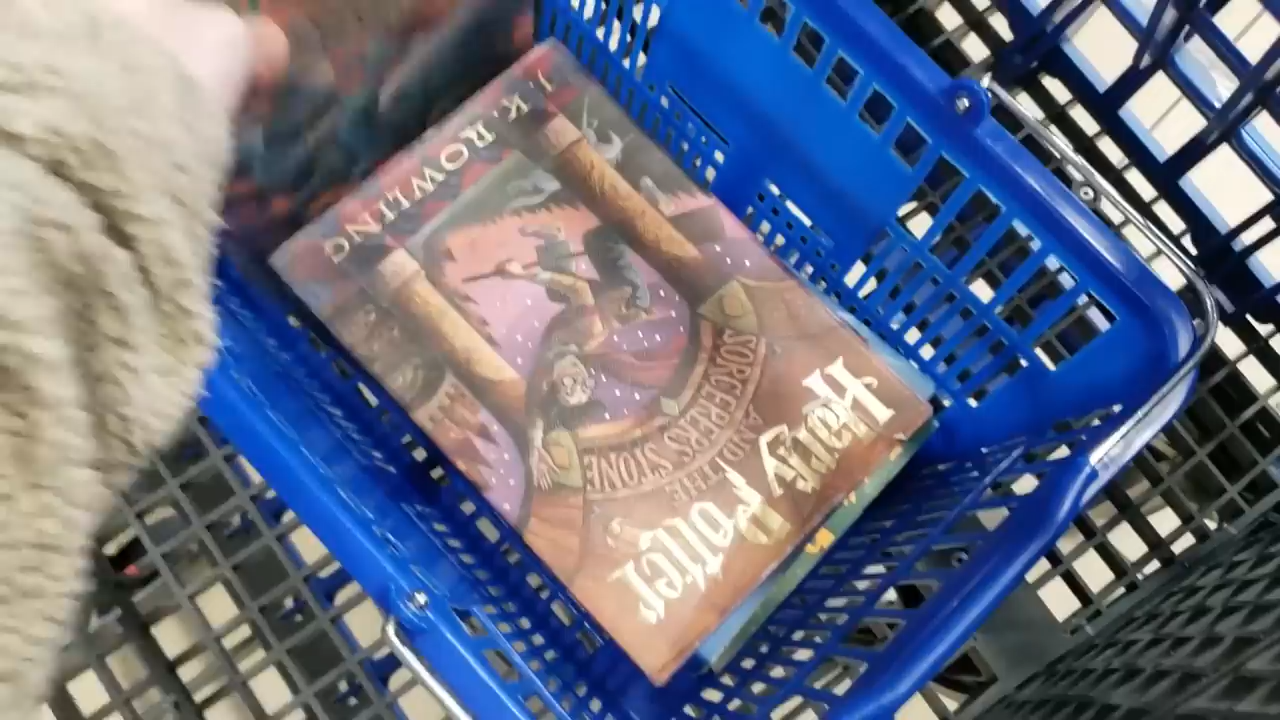 Harry Potter
AND THE
SORCERER'S STONE
J. K. ROWLING